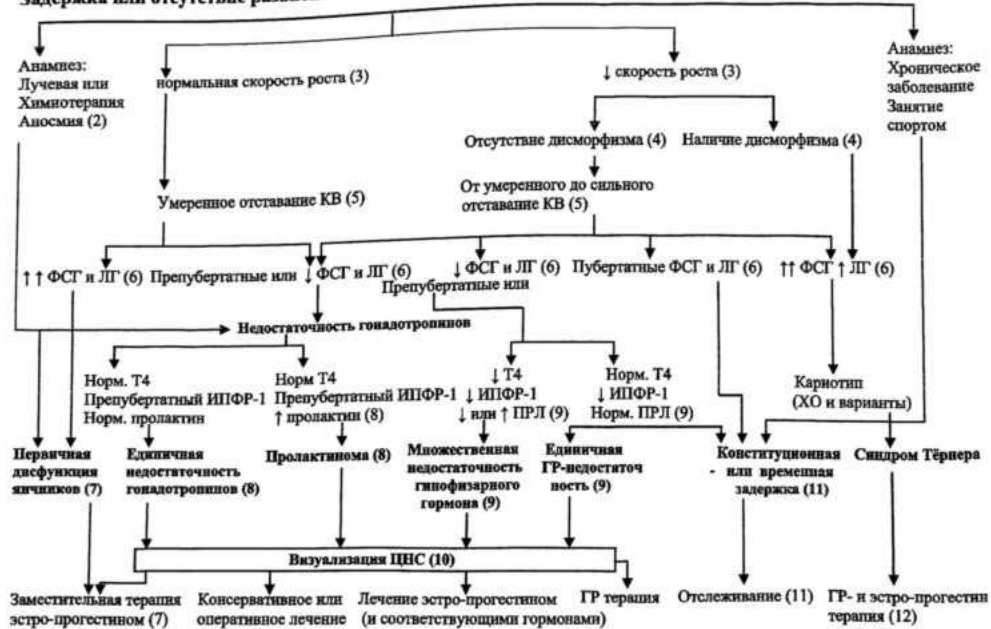 Задержка или отсутствие
Анамнез:
Лучевая или
Химиотерапия
Аносмия (2)
нормальная скорость роста (3)
↓ скорость роста (3)
Анамнез:
Хроническое
заболевание
Занятие
спортом
Отсутствие дисморфизма (4)
Наличие дисморфизма (4)
Умеренное отставание КВ (5)
От умеренного до сильного
отставание КВ (5)
↑ ↑ ФСГ и ЛГ (6)
Препубертатные или ↓ ФСГ и ЛГ (6)
↓ ФСГ и ЛГ (6)
Препубертатные или
Пубертатные ФСГ и ЛГ (6)
↑↑ ФСГ ↑ ЛГ (6)
Недостаточность гонадотропинов
Норм. Т4
Препубертатный ИПФР-1
Норм. пролактин
Норм Т4
Препубертатный ИПФР-1
↑ пролактин (8)
↓ Т4
↓ ИПФР-1
↓ или ↑ ПРЛ (9)
Норм. Т4
↓ ИПФР-1
Норм. ПРЛ (9)
Кариотип
(ХО и варианты)
Первичная
дисфункция
яичников (7)
Единичная
недостаточность
гонадотропинов (8)
Пролактинома (8)
Множественная
недостаточность
гипофизарного
гормона (9)
Единичная
ГР-недостаточ
ность (9)
Конституционная
- или временная
задержка (11)
Синдром Тёрнера
Визуализация ЦНС (10)
Заместительная терапия
эстро-прогестином (7)
Консервативное или
оперативное лечение
Лечение эстро-прогестином
(и соответствующими гормонами)
ГР терапия
Отслеживание (11)
ГР- и эстро-прогестин
терапия (12)